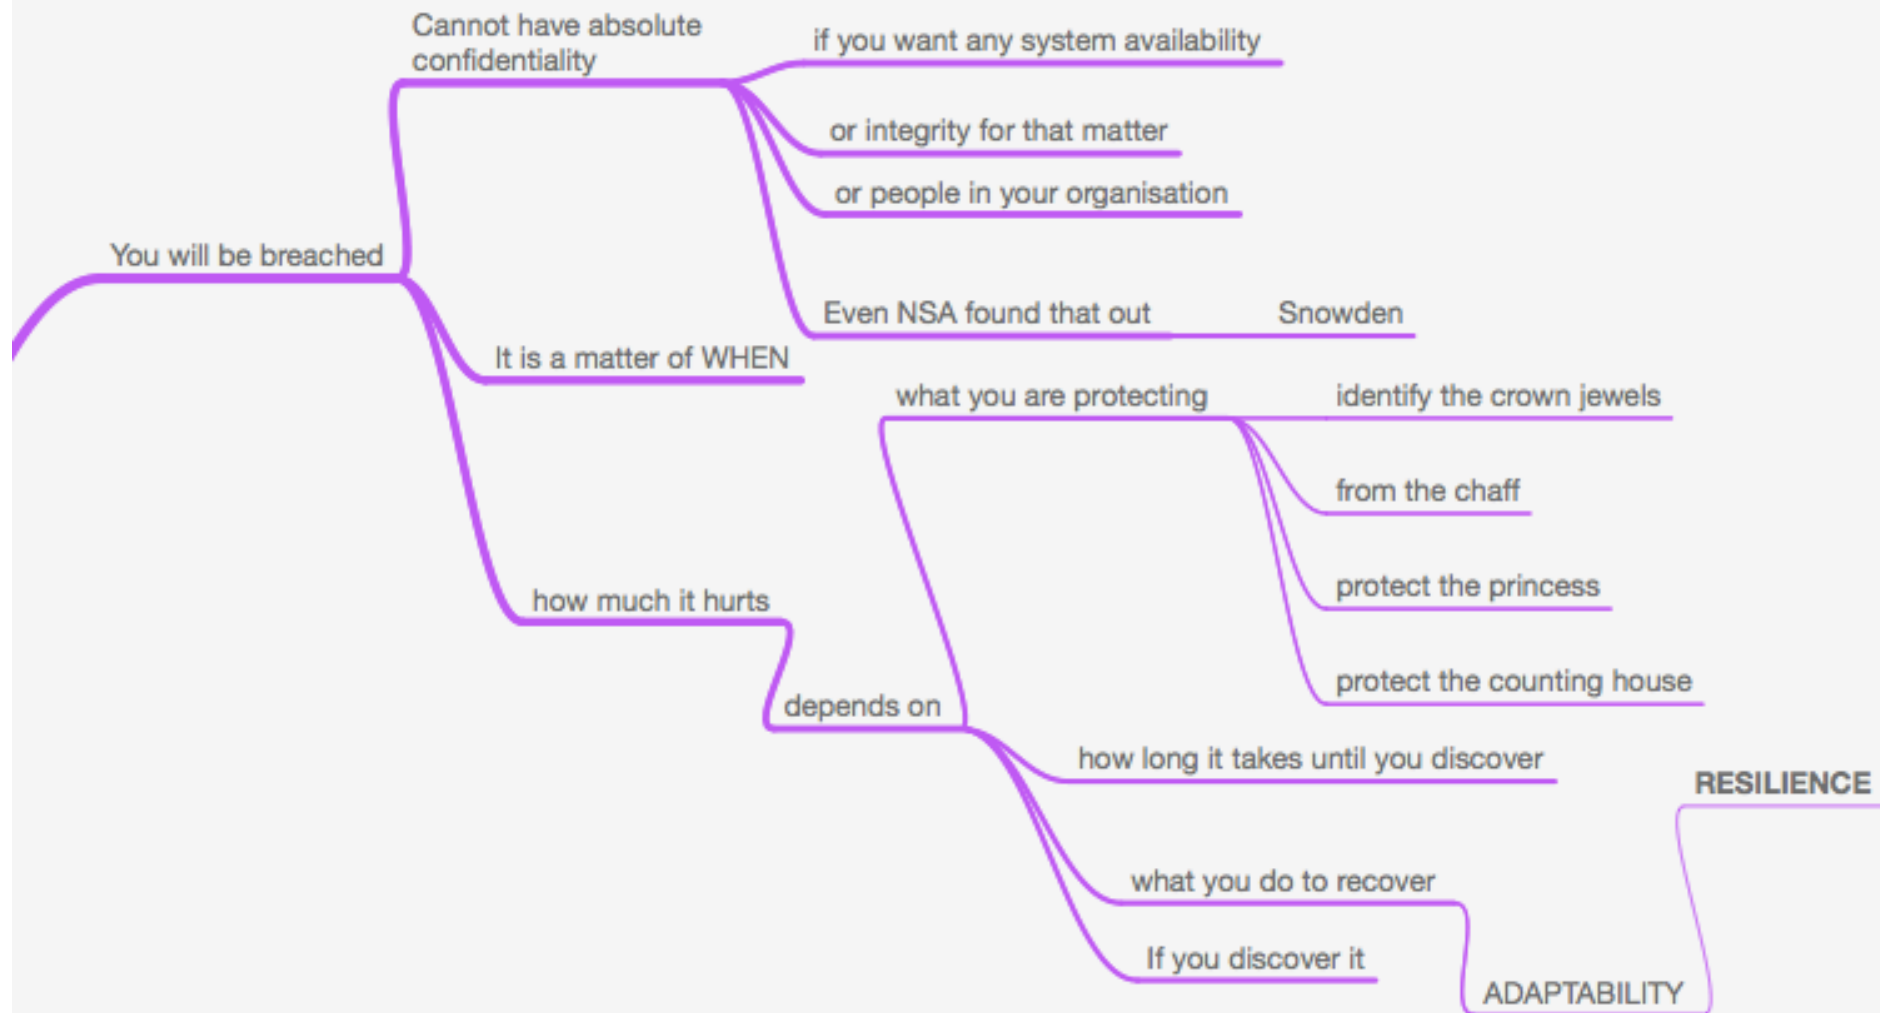 Cannot have absolute
confidentiality
if you want any system availability
or integrity for that matter
or people in your organisation
You will be breached
Even NSA found that out
Snowden
It is a matter of WHEN
what you are protecting
identify the crown jewels
from the chaff
protect the princess
how much it hurts
protect the counting house
depends on
how long it takes until you discover
RESILIENCE
what you do to recover
If you discover it
ADAPTABILITY